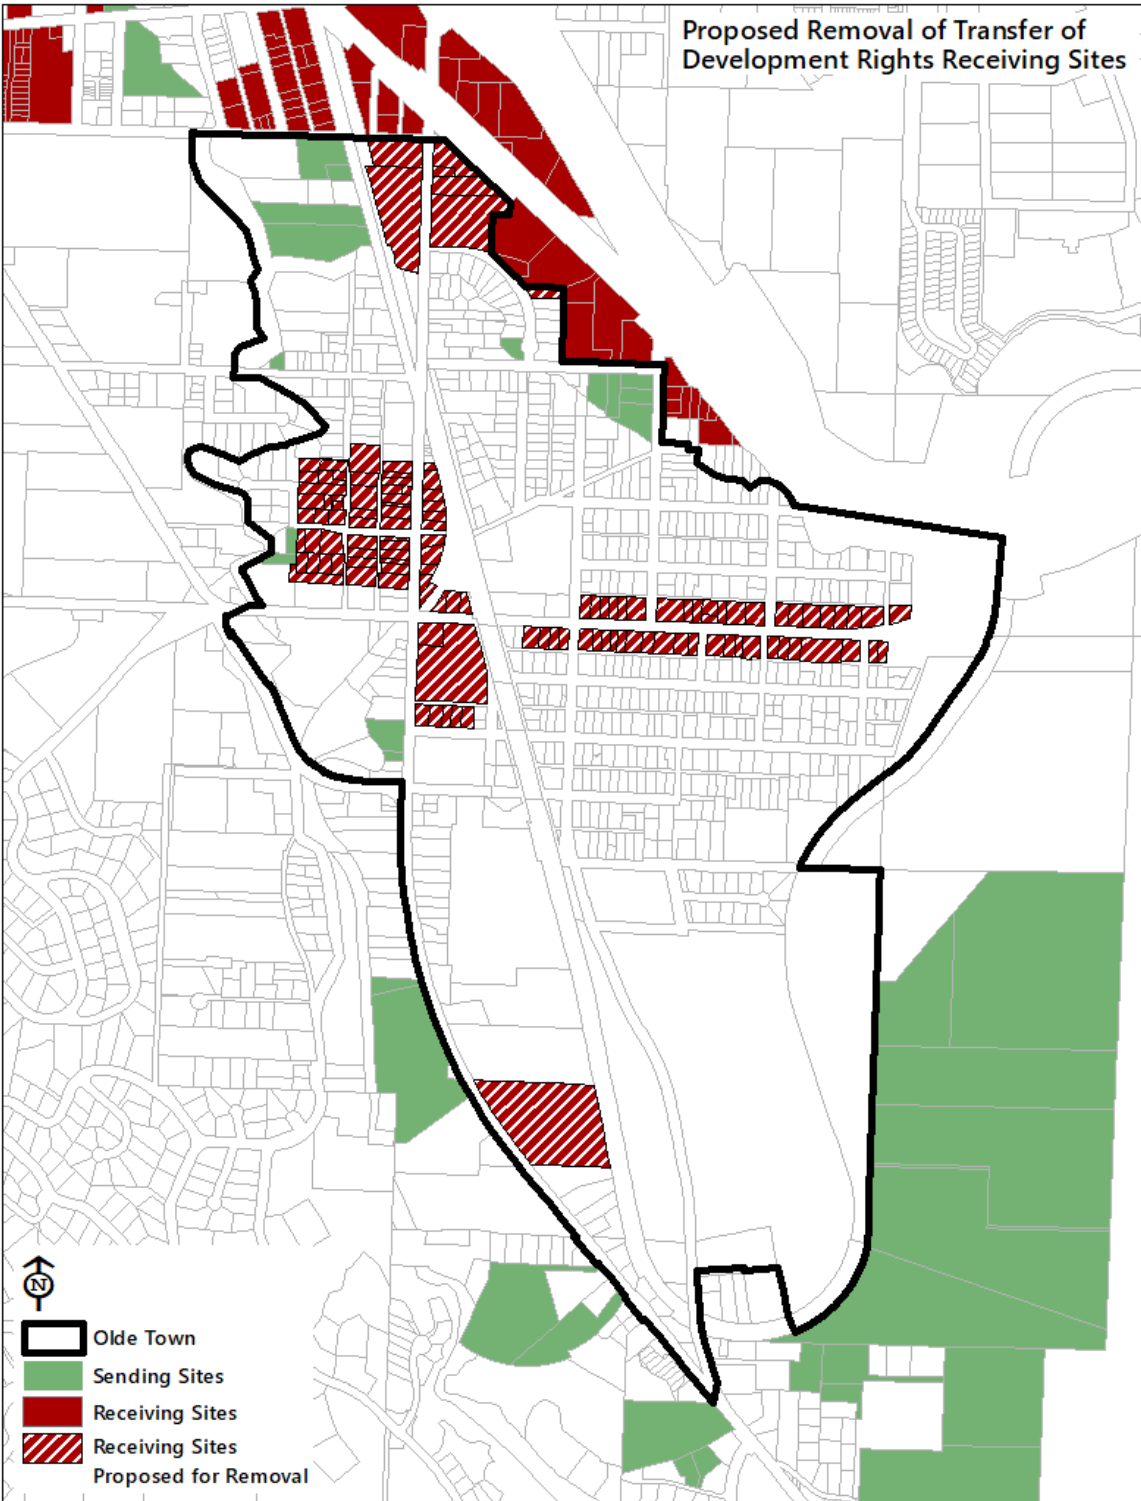 Proposed Removal of Transfer of
Development Rights Receiving Sites
N
Olde Town
Sending Sites
Receiving Sites
Receiving Sites
Proposed for Removal